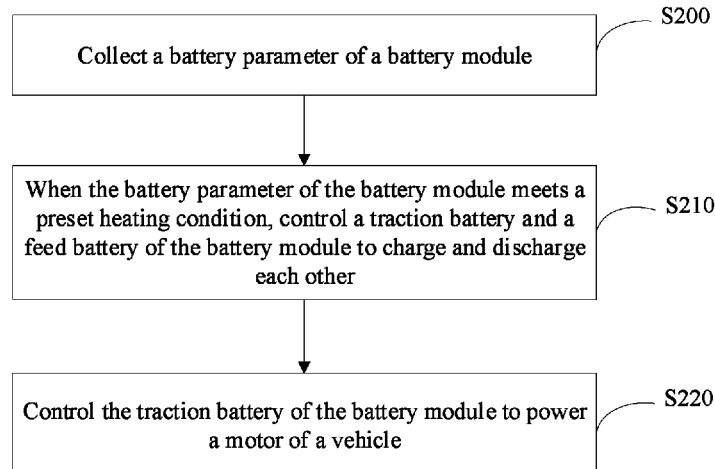 S200
Collect a battery parameter of a battery module
When the battery parameter of the battery module meets a
preset heating condition, control a traction battery and a
feed battery of the battery module to charge and discharge
each other
S210
Control the traction battery of the battery module to power
a motor of a vehicle
S220